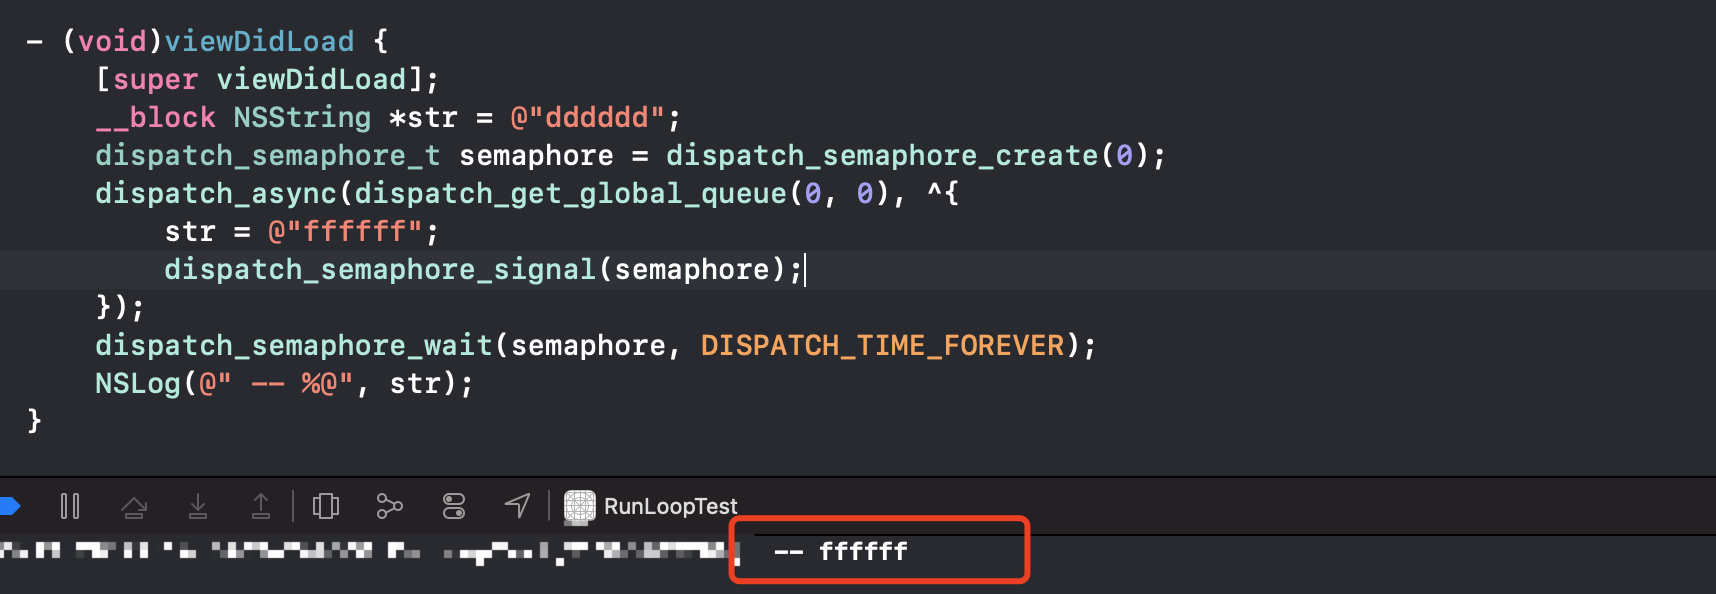 - (void)viewDidLoad {
[super viewDidLoad];
__block NSString *str = @"dddddd";
dispatch_semaphore_t semaphore = dispatch_semaphore_create(0);
dispatch_async(dispatch_get_global_queue(0, 0), ^{
str = @"ffffff";
dispatch_semaphore_signal(semaphore);
});
dispatch_semaphore_wait(semaphore, DISPATCH_TIME_FOREVER);
NSLog(@" -- %@", str);
}
RunLoopTest
-- ffffff